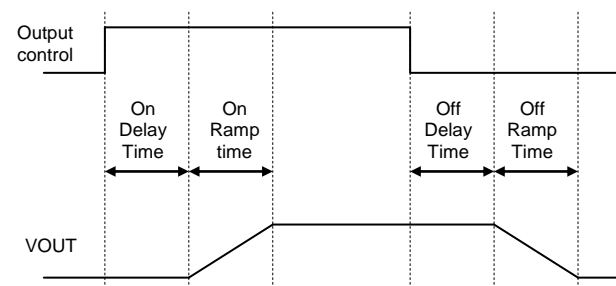 Output
control
On
Delay
Time
On
Ramp
time
Off
Delay
Time
Off
Ramp
Time
VOUT